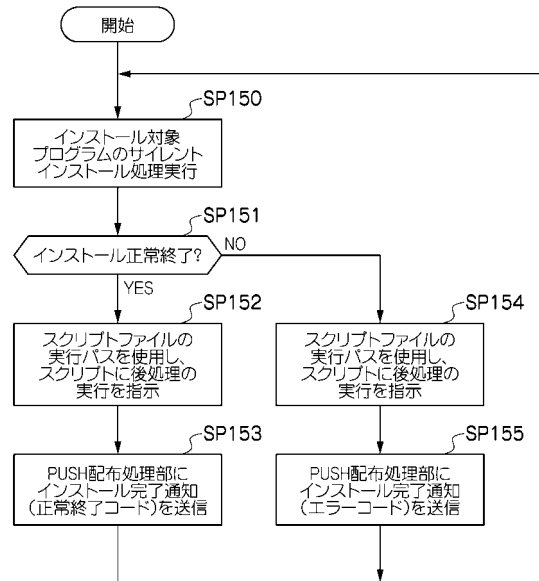 開始
SP150
インストール対象
プログラムのサイレント
インストール処理実行
SP151
インストール正常終了?
NO
YES
SP152
スクリプトファイルの
実行パスを使用し、
スクリプトに後処理の
実行を指示
SP154
スクリプトファイルの
実行パスを使用し、
スクリプトに後処理の
実行を指示
SP153
PUSH配布処理部に
インストール完了通知
(正常終了コード)を送信
SP155
PUSH配布処理部に
インストール完了通知
(エラーコード)を送信